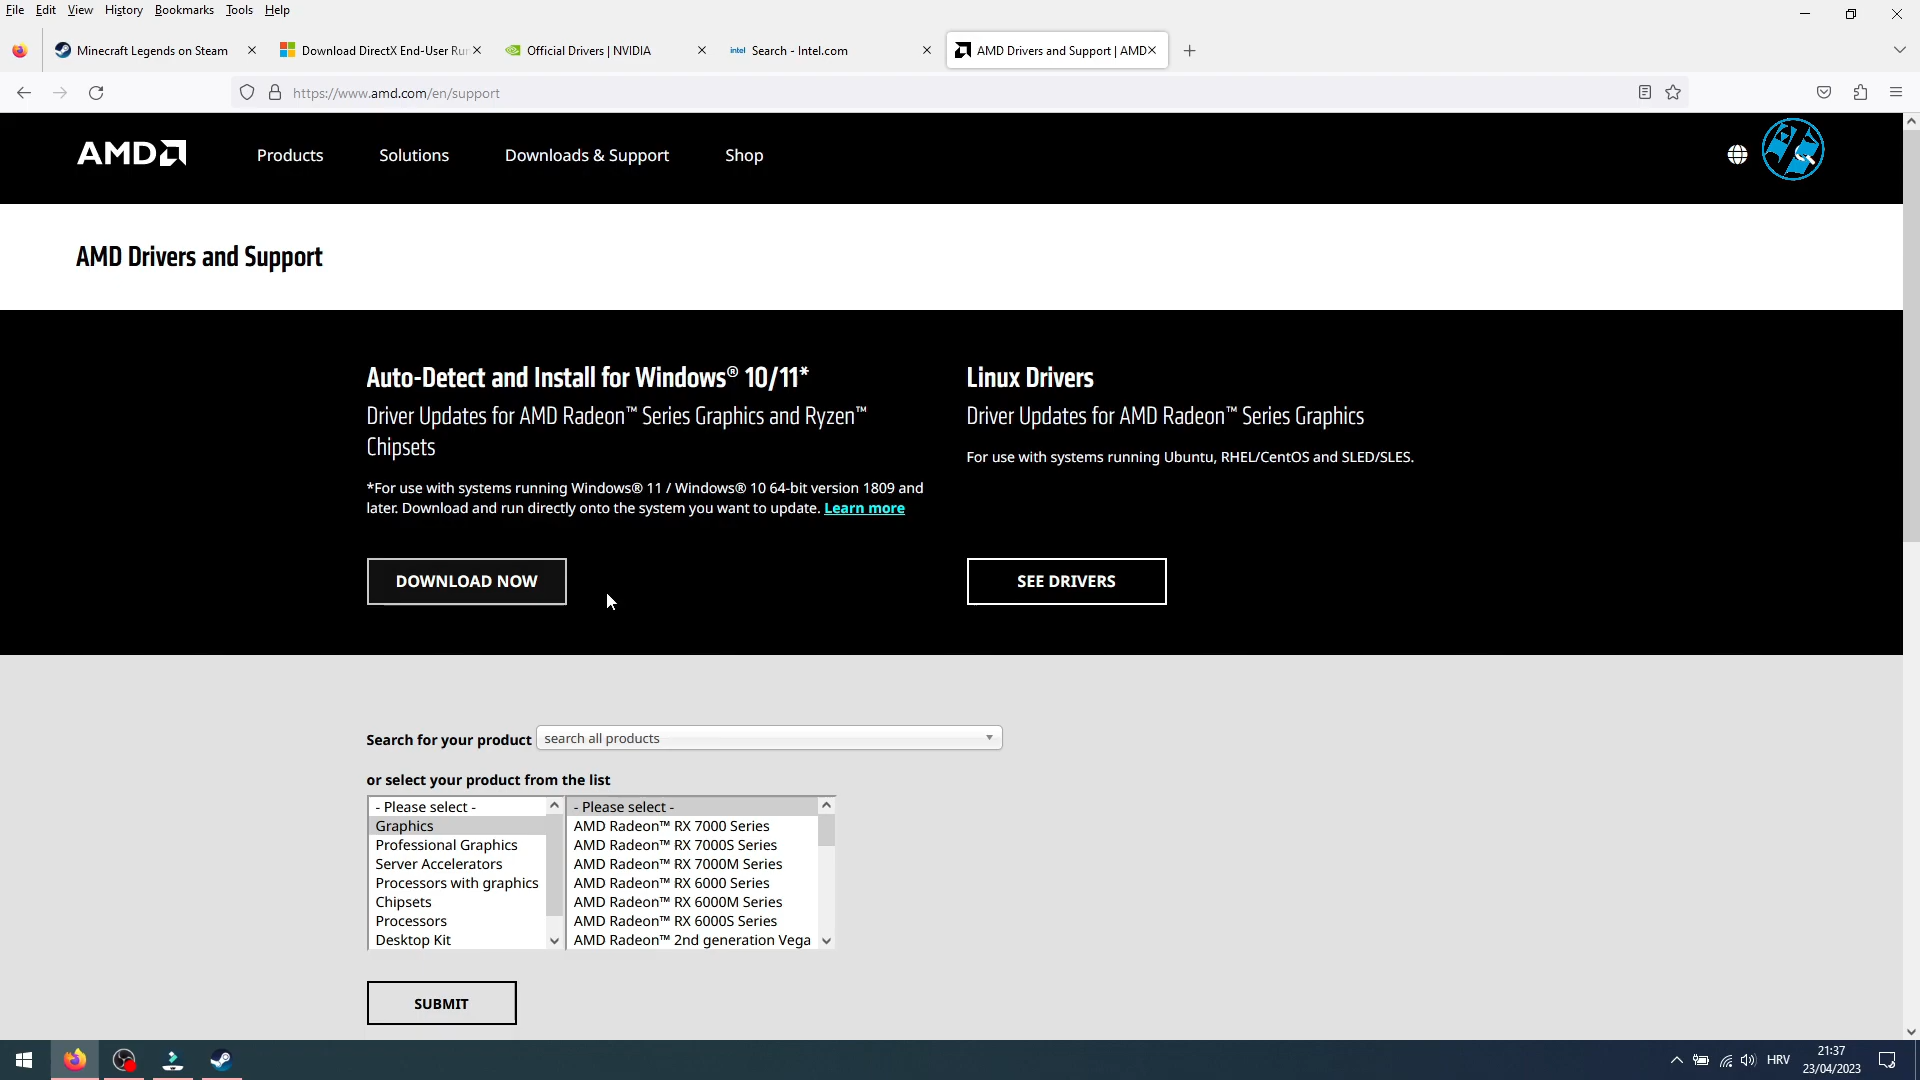 File Edit View History Bookmarks Tools Help
Minecraft Legends on Steam
Download DirectX End-User Run
Official Drivers | NVIDIA
intel Search - Intel.com
AMD Drivers and Support | AMD
https://www.amd.com/en/support
AMD
Products Solutions Downloads & Support Shop
AMD Drivers and Support
Auto-Detect and Install for Windows® 10/11*
Driver Updates for AMD Radeon™ Series Graphics and Ryzen™
Chipsets
*For use with systems running Windows® 11 / Windows® 10 64-bit version 1809 and
later. Download and run directly onto the system you want to update. Learn more
DOWNLOAD NOW
Linux Drivers
Driver Updates for AMD Radeon™ Series Graphics
For use with systems running Ubuntu, RHEL/CentOS and SLED/SLES.
SEE DRIVERS
Search for your product search all products
or select your product from the list
- Please select -
Graphics
Professional Graphics
Server Accelerators
Processors with graphics
Chipsets
Processors
Desktop Kit
- Please select -
AMD Radeon™ RX 7000 Series
AMD Radeon™ RX 7000S Series
AMD Radeon™ RX 7000M Series
AMD Radeon™ RX 6000 Series
AMD Radeon™ RX 6000M Series
AMD Radeon™ RX 6000S Series
AMD Radeon™ 2nd generation Vega
SUBMIT
HRV
21:37
23/04/2023